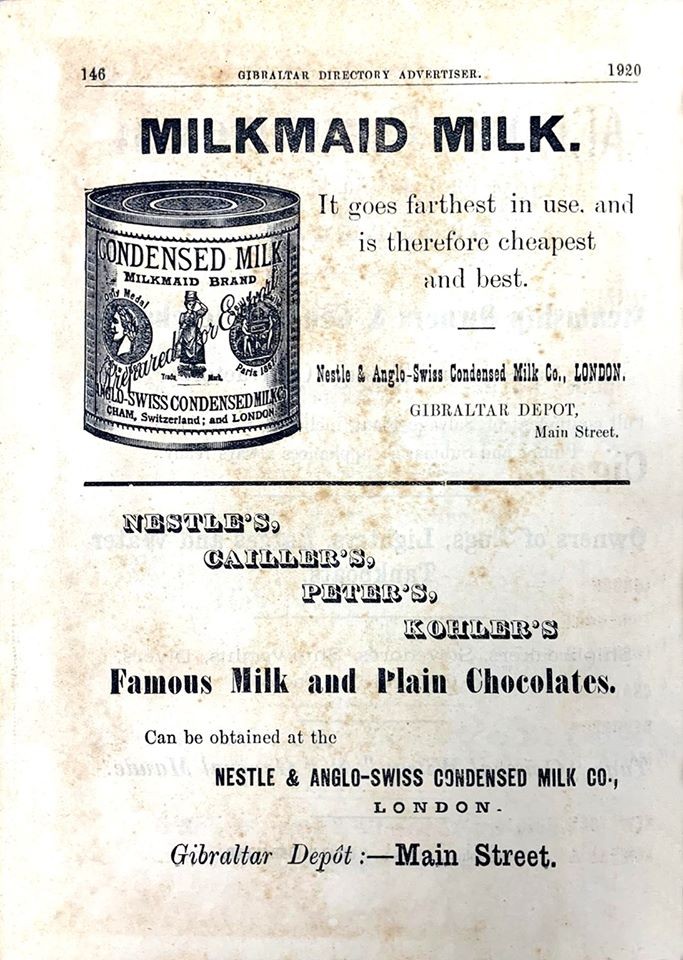 146
GIBRALTAR DIRECTORY ADVERTISER.
1920
MILKMAID MILK.
CONDENSED MILK
MILKMAID BRAND
Only Medal
Prepared for Export
Paris 1867
Trade Mark.
ANGLO-SWISS CONDENSED MILK Co
CHAM, Switzerland; and LONDON
It goes farthest in use, and
is therefore cheapest
and best.
Nestle & Anglo-Swiss Condensed Milk Co., LONDON.
GIBRALTAR DEPOT,
Main Street.
NESTLE'S,
CAILLER'S,
PETER'S,
KOHLER'S
Famous Milk and Plain Chocolates.
Can be obtained at the
NESTLE & ANGLO-SWISS CONDENSED MILK CO.,
LONDON.
Gibraltar Depôt :—Main Street.